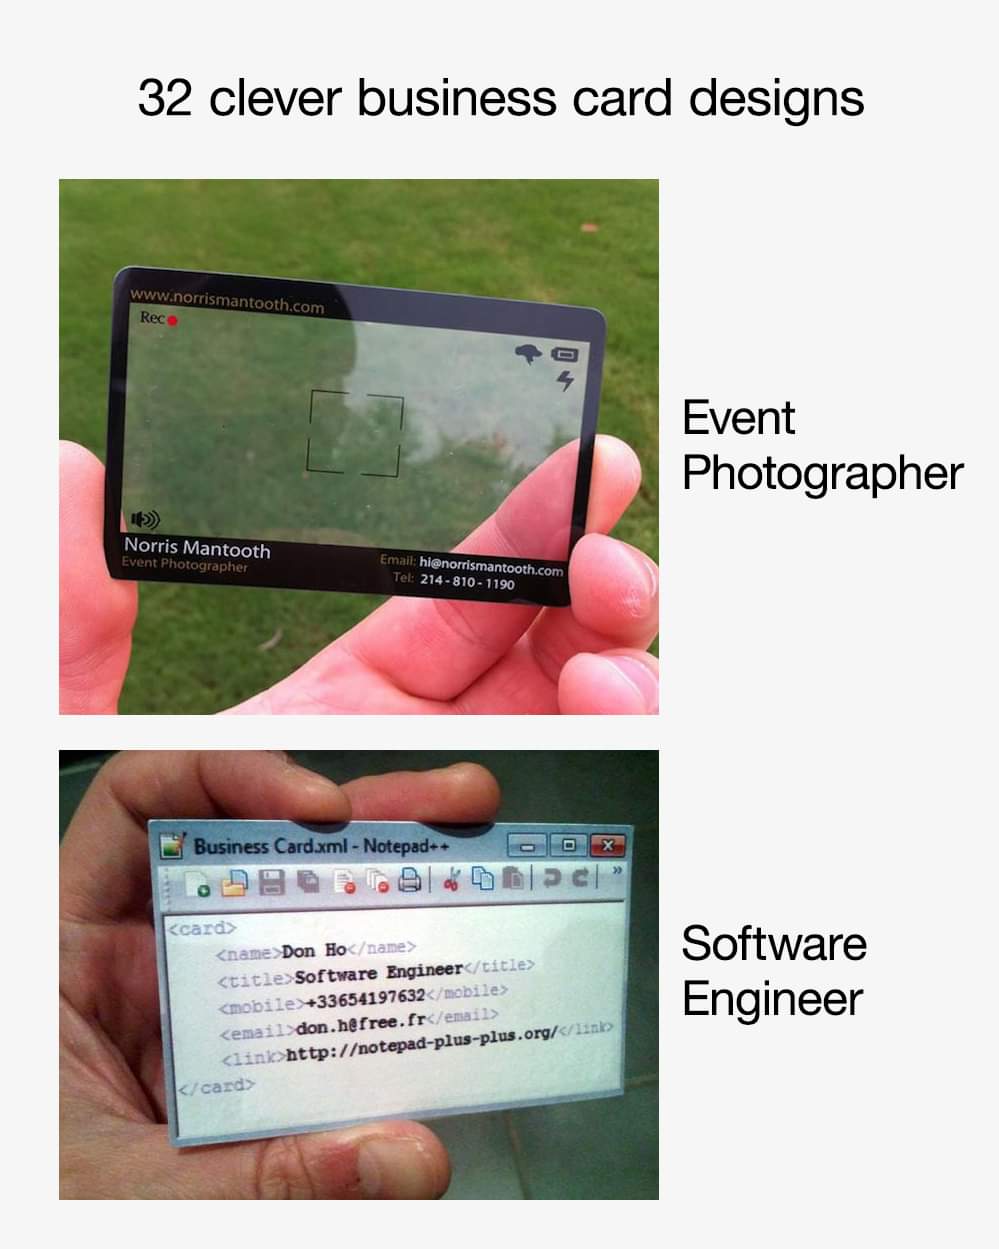 32 clever business card designs
www.norrismantooth.com
Rec
Norris Mantooth
Event Photographer
Email: hi@norrismantooth.com
Tel: 214 - 810 - 1190
Event
Photographer
Business Card.xml - Notepad++
<card>
<name>Don Ho</name>
<title>Software Engineer</title>
<mobile>+33654197632</mobile>
<email>don.h@free.fr</email>
<link>http://notepad-plus-plus.org/</link>
</card>
Software
Engineer